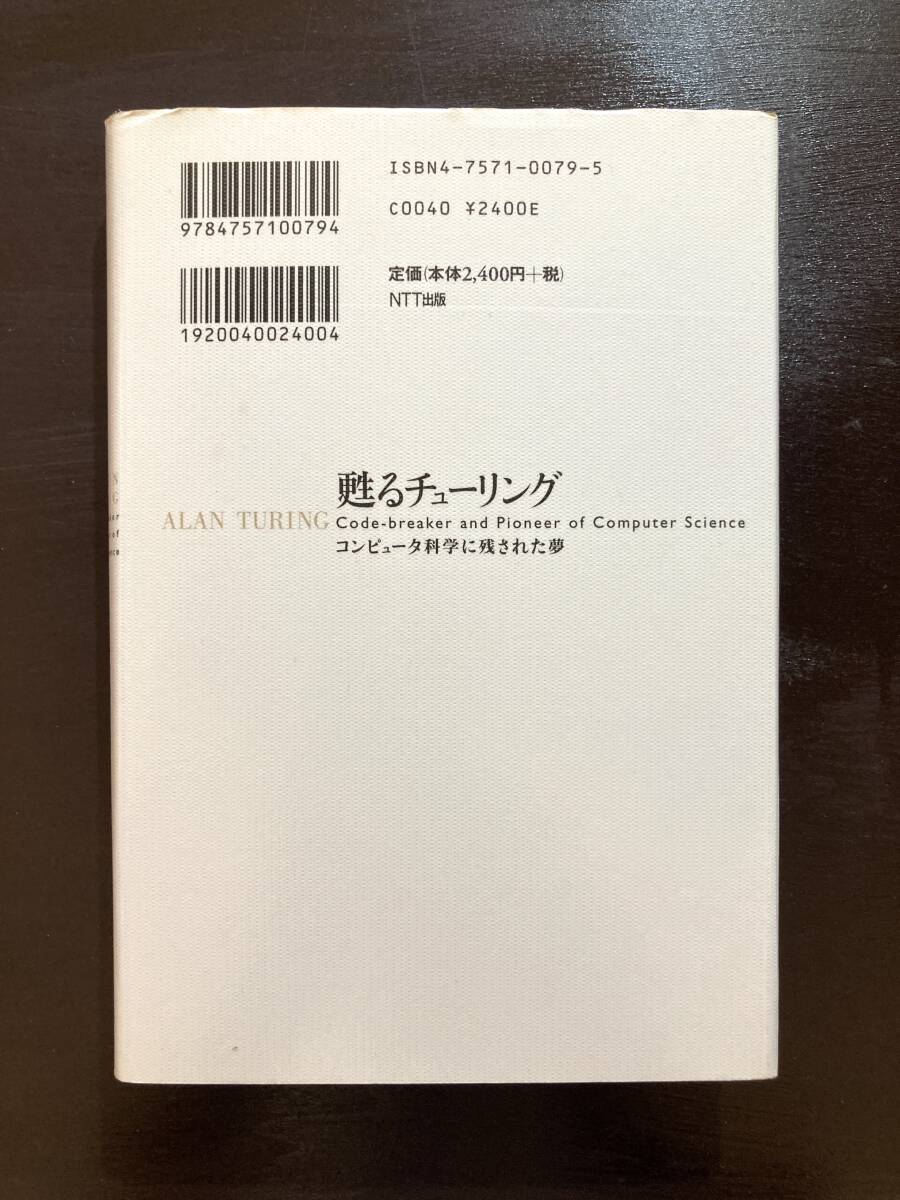 ISBN4-7571-0079-5
9784757100794
C0040 ¥2400E
定価(本体2,400円+税)
NTT出版
1920040024004
甦るチューリング
ALAN TURING Code-breaker and Pioneer of Computer Science
コンピュータ科学に残された夢
N
G
of